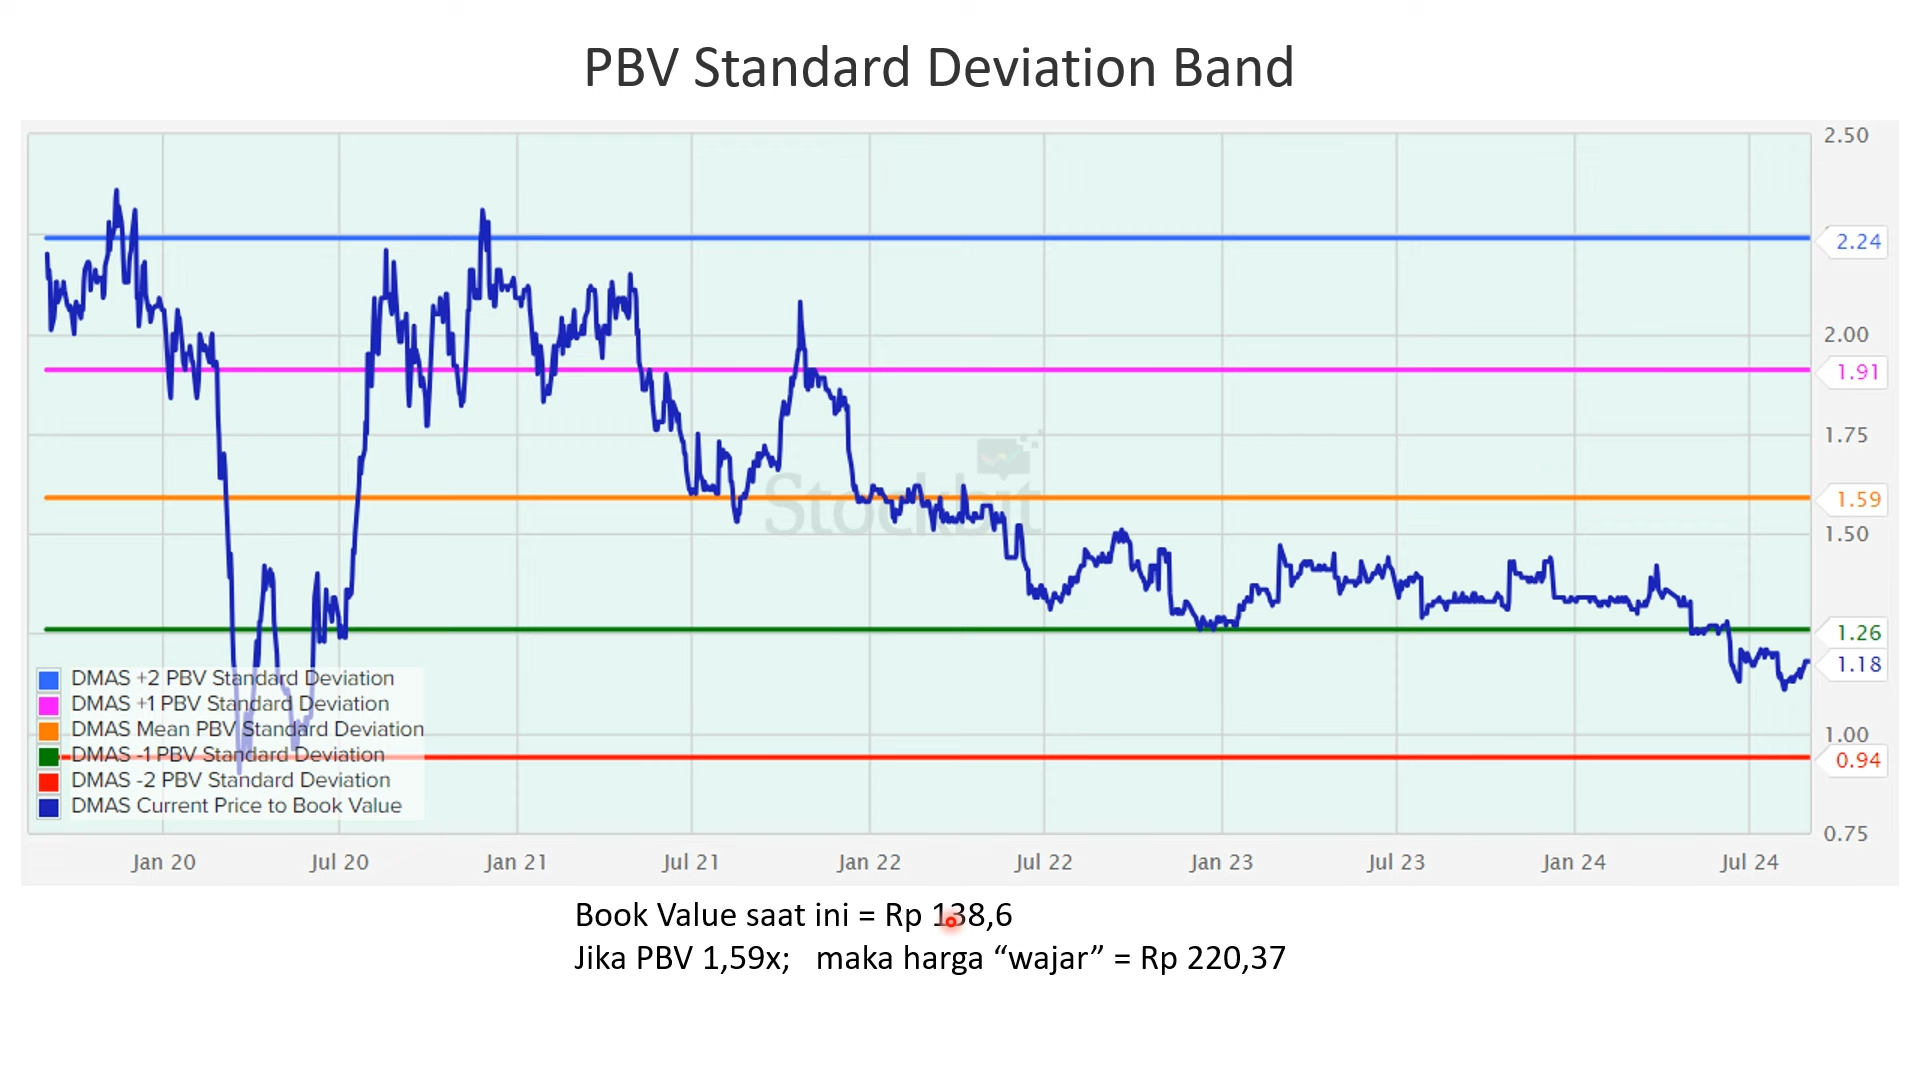 PBV Standard Deviation Band
2.50
2.24
2.00
1.91
1.75
1.59
1.50
1.26
1.18
1.00
0.94
0.75
Stockbit
DMAS +2 PBV Standard Deviation
DMAS +1 PBV Standard Deviation
DMAS Mean PBV Standard Deviation
DMAS -1 PBV Standard Deviation
DMAS -2 PBV Standard Deviation
DMAS Current Price to Book Value
Jan 20 Jul 20 Jan 21 Jul 21 Jan 22 Jul 22 Jan 23 Jul 23 Jan 24 Jul 24
Book Value saat ini = Rp 138,6
Jika PBV 1,59x; maka harga “wajar” = Rp 220,37